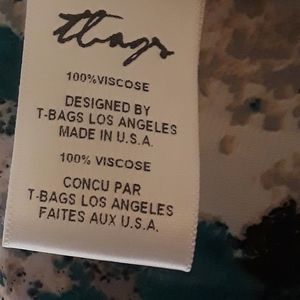 tbags
100%VISCOSE
DESIGNED BY
T-BAGS LOS ANGELES
MADE IN U.S.A.
100% VISCOSE
CONCU PAR
T-BAGS LOS ANGELES
FAITES AUX U.S.A.